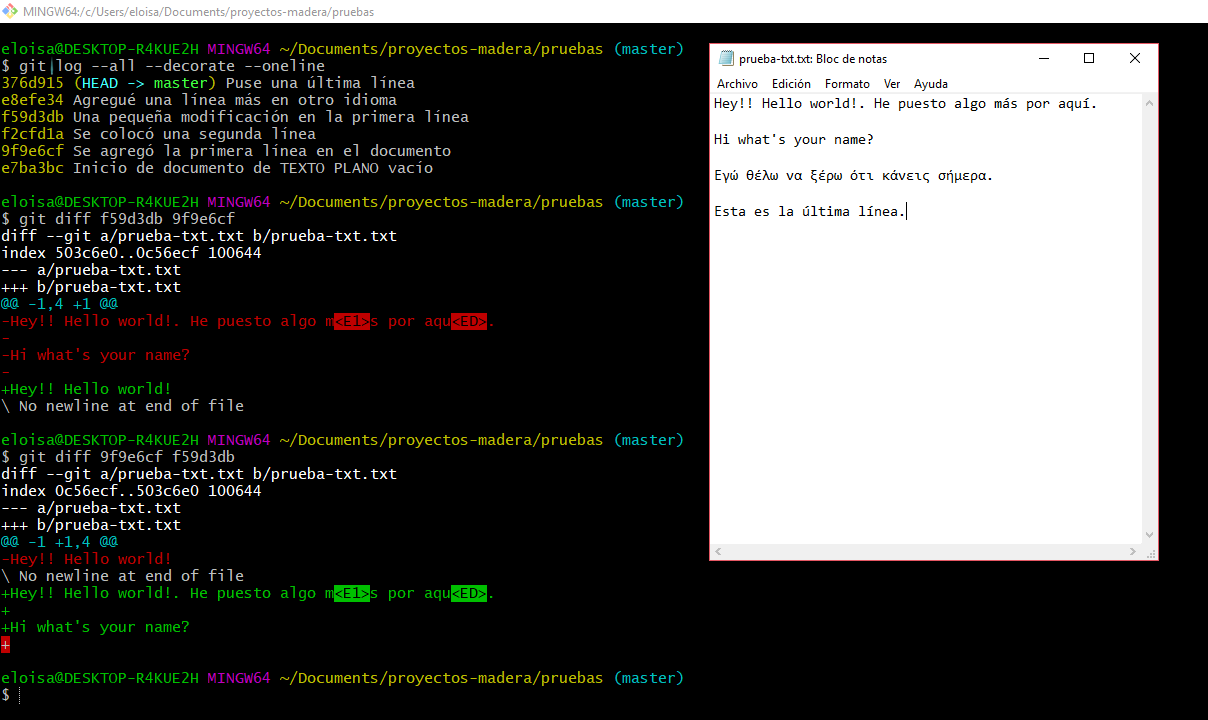 MINGW64:/c/Users/eloisa/Documents/proyectos-madera/pruebas
eloisa@DESKTOP-R4KUE2H MINGW64 ~/Documents/proyectos-madera/pruebas (master)
$ git log --all --decorate --oneline
376d915 (HEAD -> master) Puse una última línea
e8efe34 Agregué una línea más en otro idioma
f59d3db Una pequeña modificación en la primera línea
f2cfd1a Se colocó una segunda línea
9f9e6cf Se agregó la primera línea en el documento
e7ba3bc Inicio de documento de TEXTO PLANO vacío
eloisa@DESKTOP-R4KUE2H MINGW64 ~/Documents/proyectos-madera/pruebas (master)
$ git diff f59d3db 9f9e6cf
diff --git a/prueba-txt.txt b/prueba-txt.txt
index 503c6e0..0c56ecf 100644
--- a/prueba-txt.txt
+++ b/prueba-txt.txt
@@ -1,4 +1 @@
-Hey!! Hello world!. He puesto algo m<E1>s por aqu<ED>.
-
-Hi what's your name?
-
+Hey!! Hello world!
\ No newline at end of file
eloisa@DESKTOP-R4KUE2H MINGW64 ~/Documents/proyectos-madera/pruebas (master)
$ git diff 9f9e6cf f59d3db
diff --git a/prueba-txt.txt b/prueba-txt.txt
index 0c56ecf..503c6e0 100644
--- a/prueba-txt.txt
+++ b/prueba-txt.txt
@@ -1 +1,4 @@
-Hey!! Hello world!
\ No newline at end of file
+Hey!! Hello world!. He puesto algo m<E1>s por aqu<ED>.
+
+Hi what's your name?
+
eloisa@DESKTOP-R4KUE2H MINGW64 ~/Documents/proyectos-madera/pruebas (master)
$
prueba-txt.txt: Bloc de notas
Archivo Edición Formato Ver Ayuda
Hey!! Hello world!. He puesto algo más por aquí.
Hi what's your name?
Εγώ θέλω να ξέρω ότι κάνεις σήμερα.
Esta es la última línea.